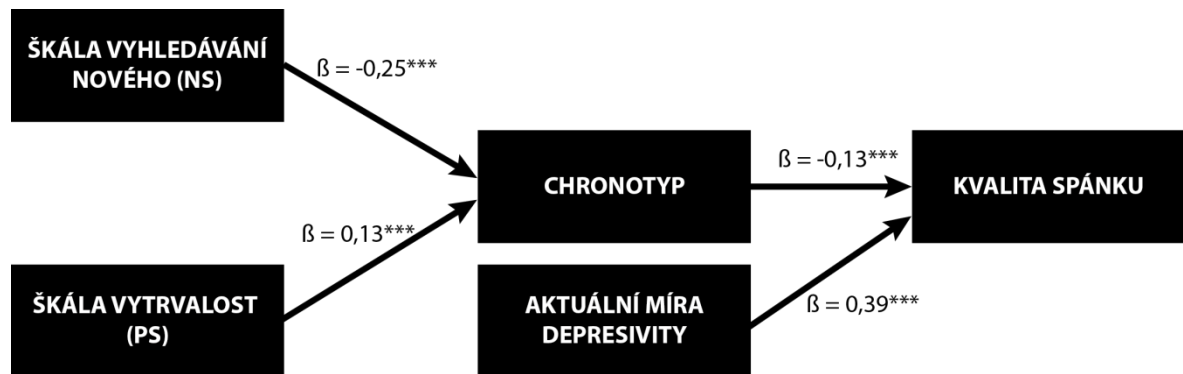 ŠKÁLA VYHLEDÁVÁNÍ
NOVÉHO (NS)
ß = -0,25***
CHRONOTYP
ß = -0,13***
KVALITA SPÁNKU
ß = 0,13***
ŠKÁLA VYTRVALOST
(PS)
AKTUÁLNÍ MÍRA
DEPRESIVITY
ß = 0,39***